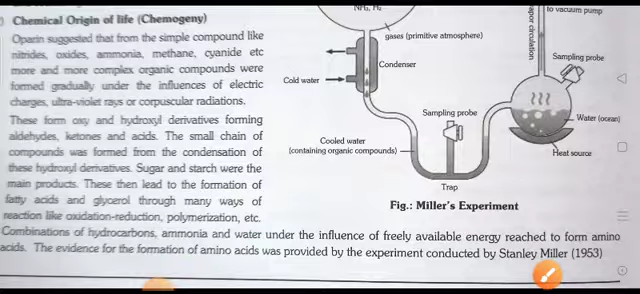 ) Chemical Origin of life (Chemogeny)
Oparin suggested that from the simple compound like
nitrides, oxides, ammonia, methane, cyanide etc
more and more complex organic compounds were
formed gradually under the influences of electric
charges, ultra-violet rays or corpuscular radiations.
These form oxy and hydroxyl derivatives forming
aldehydes, ketones and acids. The small chain of
compounds was formed from the condensation of
these hydroxyl derivatives. Sugar and starch were the
main products. These then lead to the formation of
fatty acids and glycerol through many ways of
reaction like oxidation-reduction, polymerization, etc.
Combinations of hydrocarbons, ammonia and water under the influence of freely available energy reached to form amino
acids. The evidence for the formation of amino acids was provided by the experiment conducted by Stanley Miller (1953)
NH₃, H₂
gases (primitive atmosphere)
to vacuum pump
vapor circulation
Condenser
Sampling probe
Cold water
Sampling probe
Water (ocean)
Cooled water
(containing organic compounds)
Heat source
Trap
Fig.: Miller's Experiment